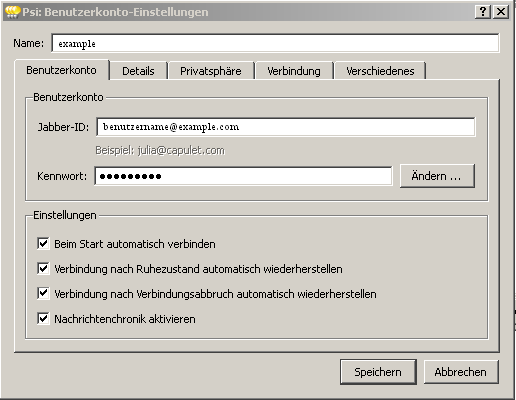 Psi: Benutzerkonto-Einstellungen
Name: example
Benutzerkonto Details Privatsphäre Verbindung Verschiedenes
Benutzerkonto
Jabber-ID: benutzername@example.com
Beispiel: julia@capulet.com
Kennwort: ●●●●●●●●● Ändern ...
Einstellungen
Beim Start automatisch verbinden
Verbindung nach Ruhezustand automatisch wiederherstellen
Verbindung nach Verbindungsabbruch automatisch wiederherstellen
Nachrichtenchronik aktivieren
Speichern Abbrechen